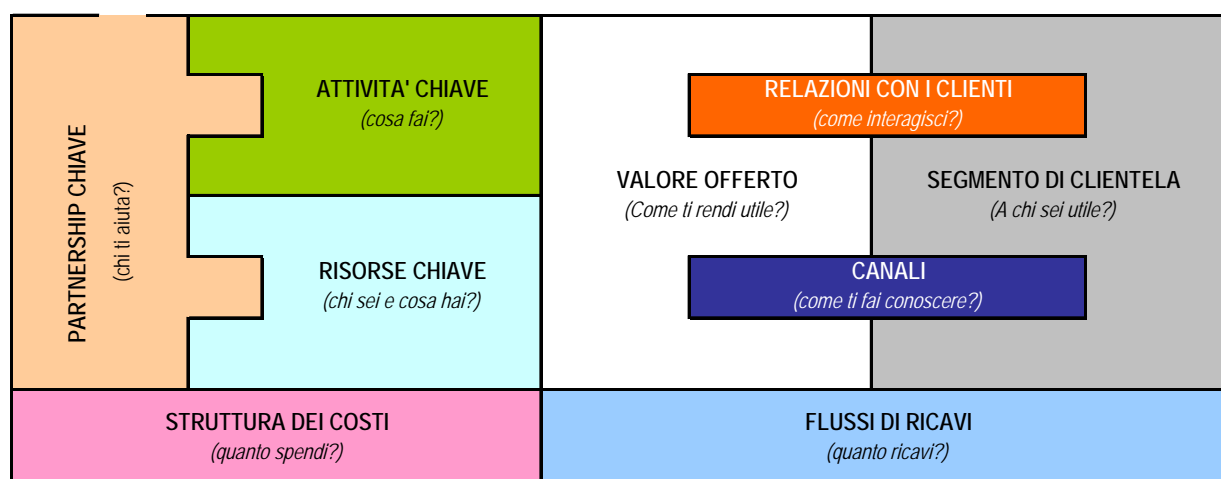 PARTNERSHIP CHIAVE
(chi ti aiuta?)
ATTIVITA' CHIAVE
(cosa fai?)
RISORSE CHIAVE
(chi sei e cosa hai?)
VALORE OFFERTO
(Come ti rendi utile?)
RELAZIONI CON I CLIENTI
(come interagisci?)
CANALI
(come ti fai conoscere?)
SEGMENTO DI CLIENTELA
(A chi sei utile?)
STRUTTURA DEI COSTI
(quanto spendi?)
FLUSSI DI RICAVI
(quanto ricavi?)